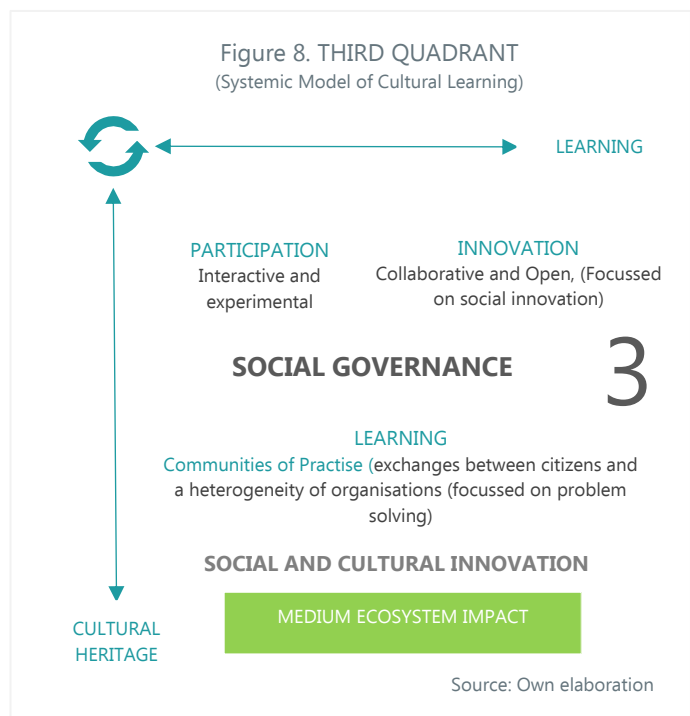 Figure 8. THIRD QUADRANT
(Systemic Model of Cultural Learning)
LEARNING
PARTICIPATION
Interactive and
experimental
INNOVATION
Collaborative and Open, (Focussed
on social innovation)
SOCIAL GOVERNANCE
3
LEARNING
Communities of Practise (exchanges between citizens and
a heterogeneity of organisations (focussed on problem
solving)
SOCIAL AND CULTURAL INNOVATION
MEDIUM ECOSYSTEM IMPACT
CULTURAL
HERITAGE
Source: Own elaboration